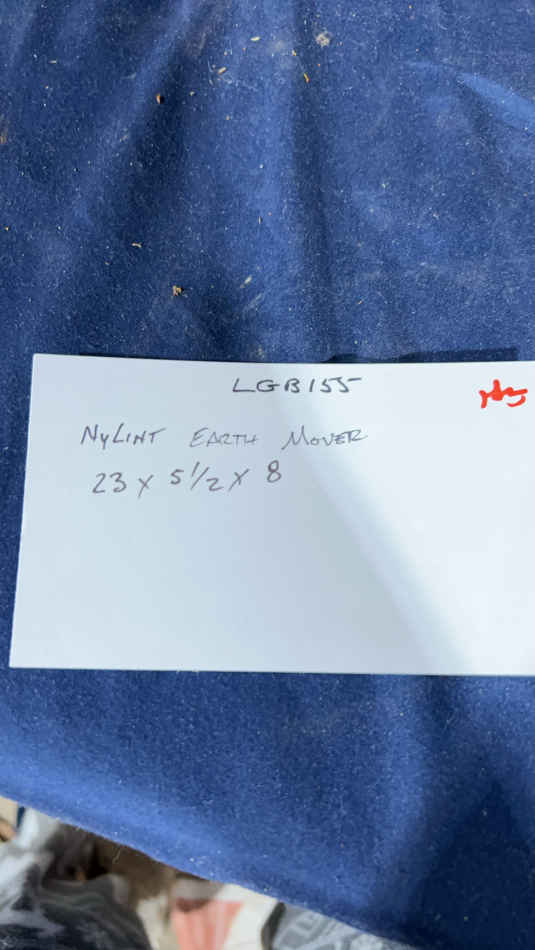 LGB155
NyLINT EARTH MOVER
23 x 5 1/2 x 8